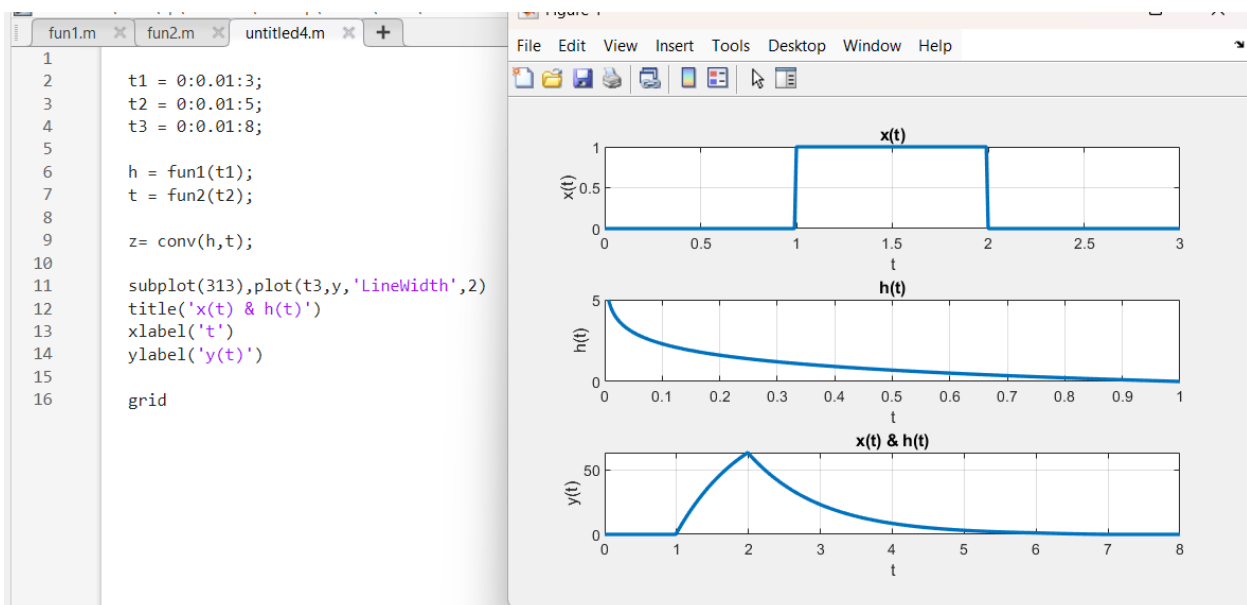 fun1.m × fun2.m × untitled4.m × +
1
2 t1 = 0:0.01:3;
3 t2 = 0:0.01:5;
4 t3 = 0:0.01:8;
5
6 h = fun1(t1);
7 t = fun2(t2);
8
9 z= conv(h,t);
10
11 subplot(313),plot(t3,y,'LineWidth',2)
12 title('x(t) & h(t)')
13 xlabel('t')
14 ylabel('y(t)')
15
16 grid
File Edit View Insert Tools Desktop Window Help
x(t)
1
0.5
0
x(t)
0 0.5 1 1.5 2 2.5 3
t
h(t)
5
0
h(t)
0 0.1 0.2 0.3 0.4 0.5 0.6 0.7 0.8 0.9 1
t
x(t) & h(t)
50
0
y(t)
0 1 2 3 4 5 6 7 8
t